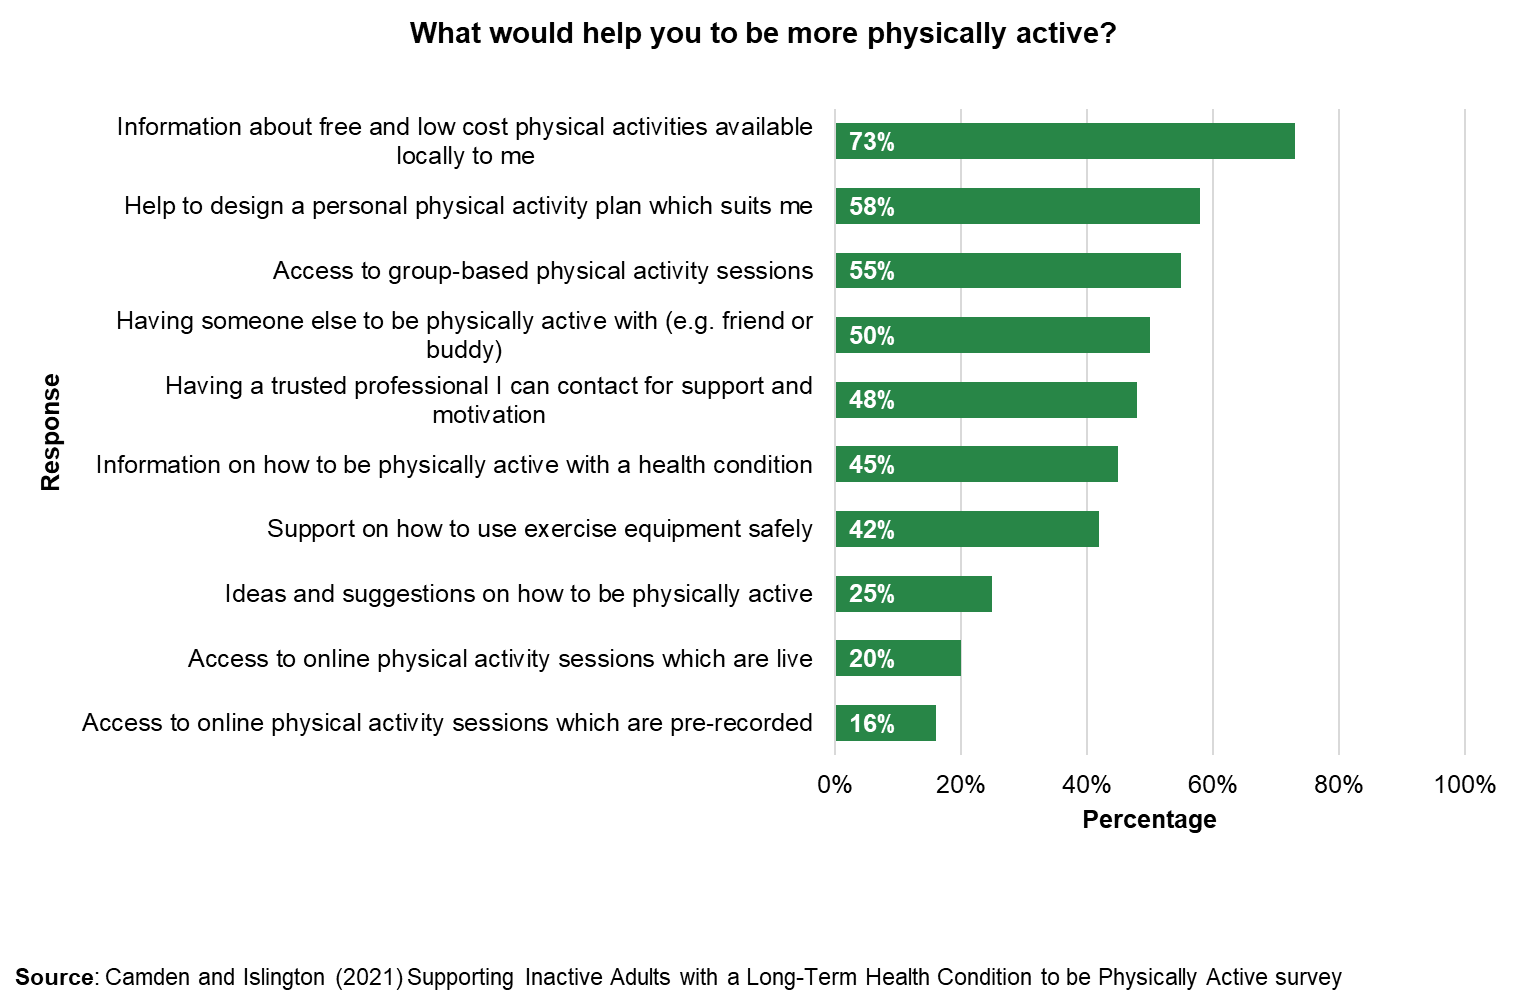 What would help you to be more physically active?
Information about free and low cost physical activities available
locally to me
73%
Help to design a personal physical activity plan which suits me
58%
Access to group-based physical activity sessions
55%
Having someone else to be physically active with (e.g. friend or
buddy)
50%
Having a trusted professional I can contact for support and
motivation
48%
Information on how to be physically active with a health condition
45%
Support on how to use exercise equipment safely
42%
Ideas and suggestions on how to be physically active
25%
Access to online physical activity sessions which are live
20%
Access to online physical activity sessions which are pre-recorded
16%
Response
0% 20% 40% 60% 80% 100%
Percentage
Source: Camden and Islington (2021) Supporting Inactive Adults with a Long-Term Health Condition to be Physically Active survey